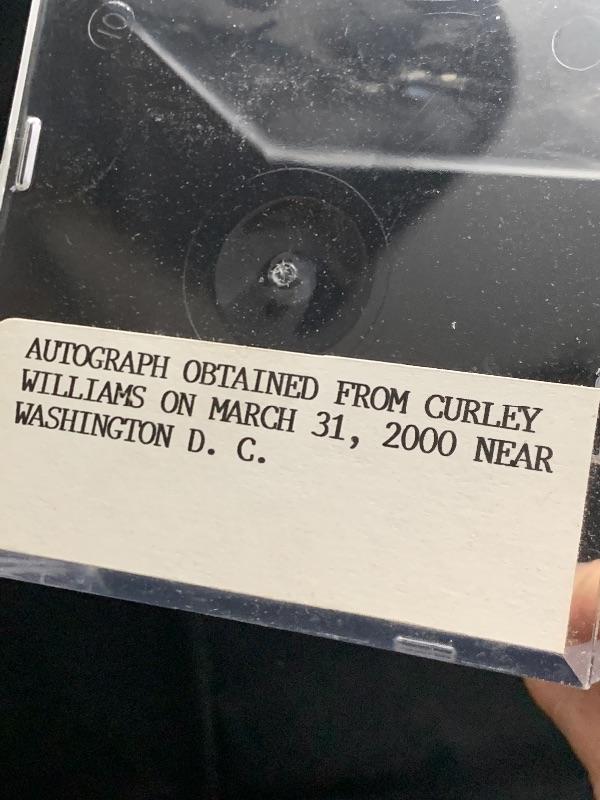 AUTOGRAPH OBTAINED FROM CURLEY
WILLIAMS ON MARCH 31, 2000 NEAR
WASHINGTON D. C.